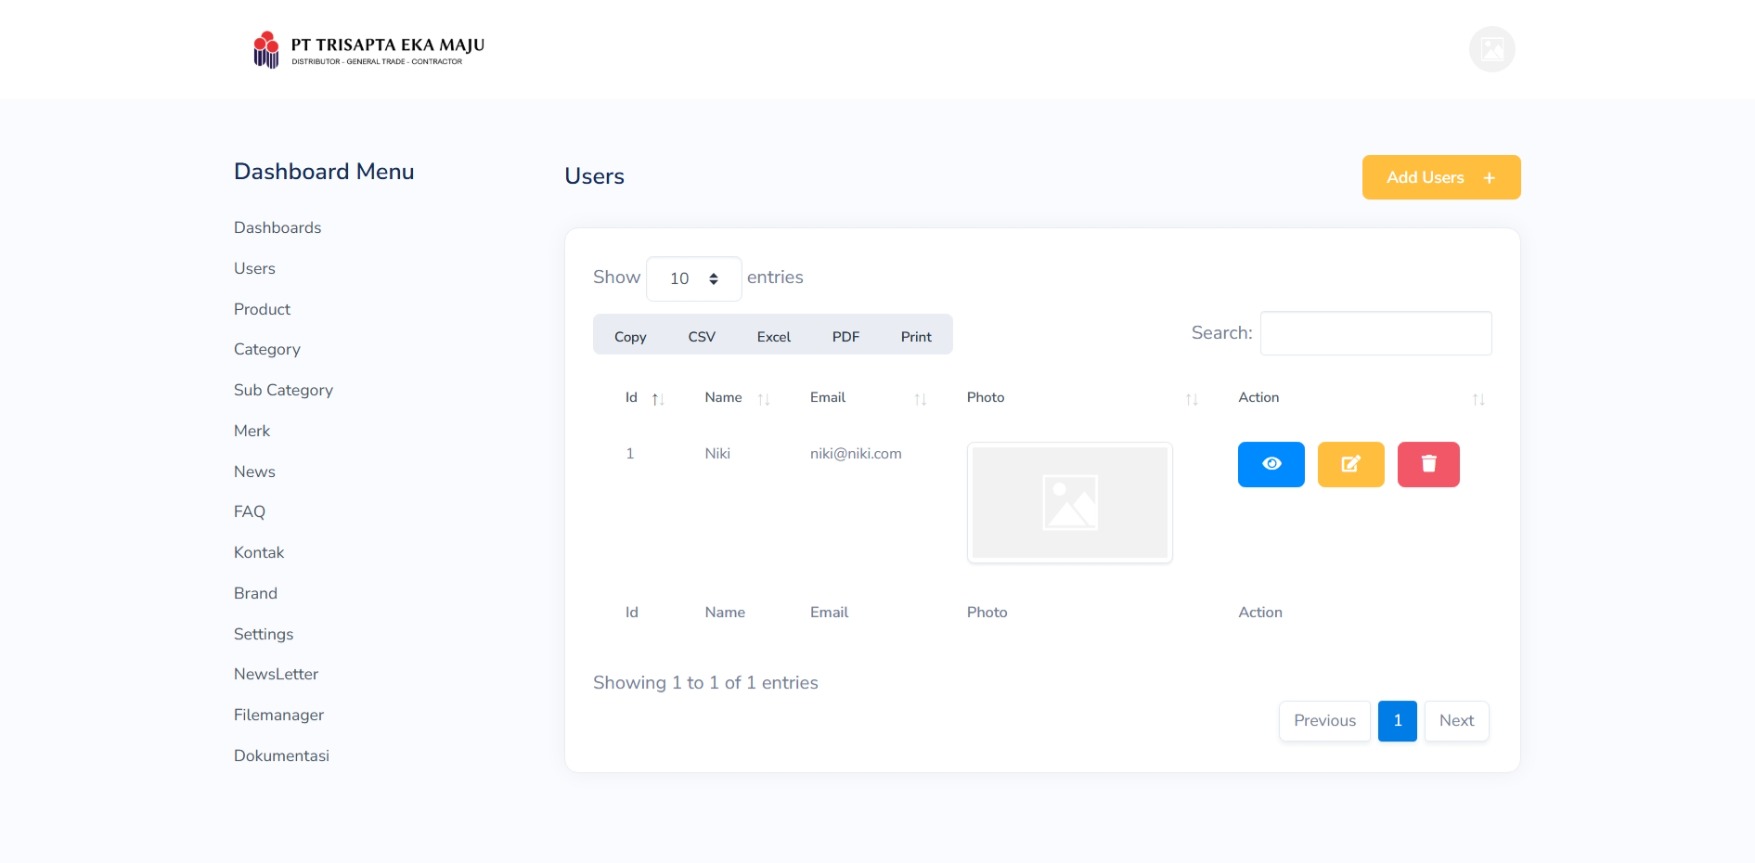 PT TRISAPTA EKA MAJU
DISTRIBUTOR - GENERAL TRADE - CONTRACTOR
Dashboard Menu
Dashboards
Users
Product
Category
Sub Category
Merk
News
FAQ
Kontak
Brand
Settings
NewsLetter
Filemanager
Dokumentasi
Users
Add Users +
Show 10 entries
Copy CSV Excel PDF Print
Search:
Id Name Email Photo Action
1 Niki niki@niki.com
Id Name Email Photo Action
Showing 1 to 1 of 1 entries
Previous 1 Next